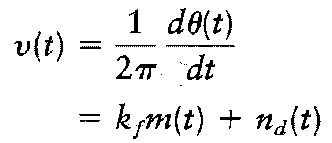 υ(t) = 1/2π dθ(t)/dt
= k_f m(t) + n_d(t)